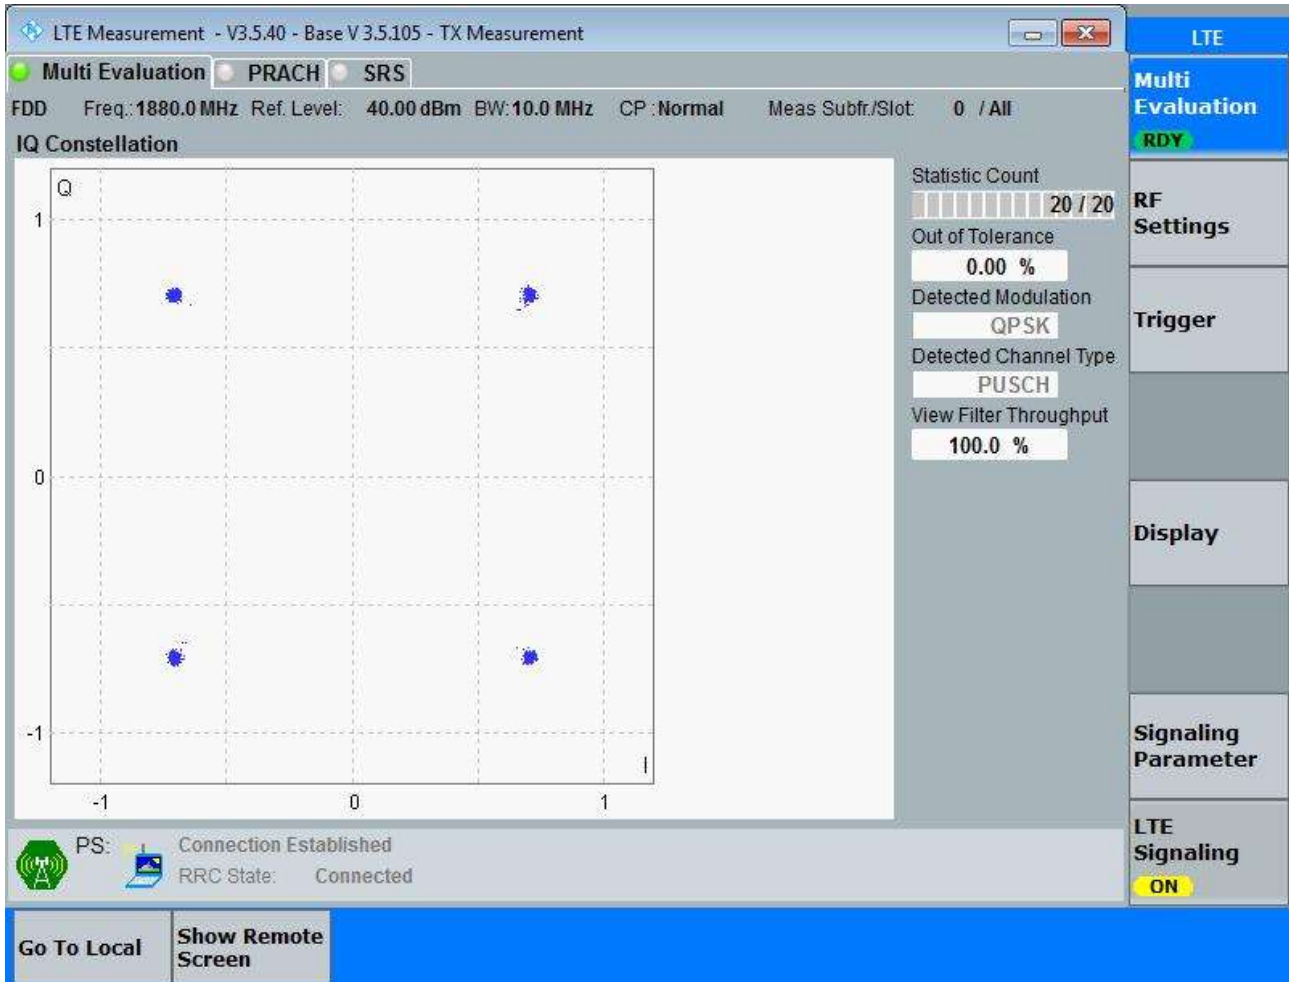 LTE Measurement - V3.5.40 - Base V 3.5.105 - TX Measurement
LTE
Multi Evaluation PRACH SRS
FDD Freq.:1880.0 MHz Ref. Level: 40.00 dBm BW:10.0 MHz CP :Normal Meas Subfr./Slot: 0 / All
IQ Constellation
Q
1
0
-1
I
-1 0 1
Statistic Count
20 / 20
Out of Tolerance
0.00 %
Detected Modulation
QPSK
Detected Channel Type
PUSCH
View Filter Throughput
100.0 %
Multi
Evaluation
RDY
RF
Settings
Trigger
Display
Signaling
Parameter
LTE
Signaling
ON
PS: Connection Established
RRC State: Connected
Go To Local
Show Remote
Screen